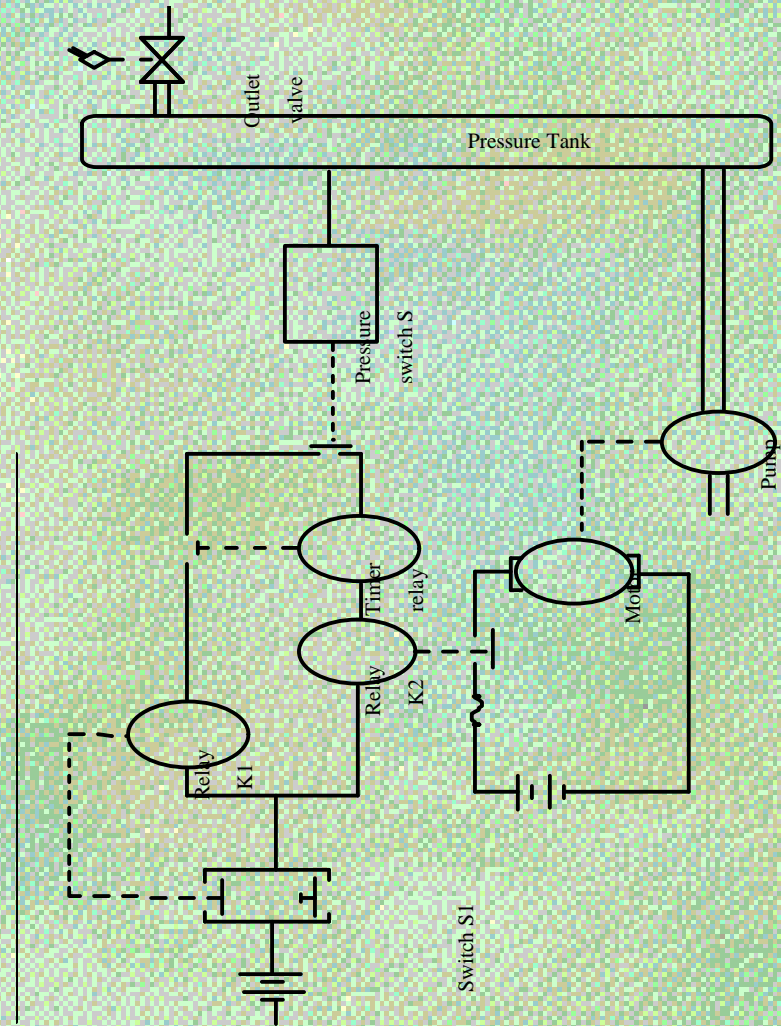 Outlet
valve
Pressure Tank
Pressure
switch S
Pump
Timer
relay
Relay
K2
Relay
K1
Switch S1